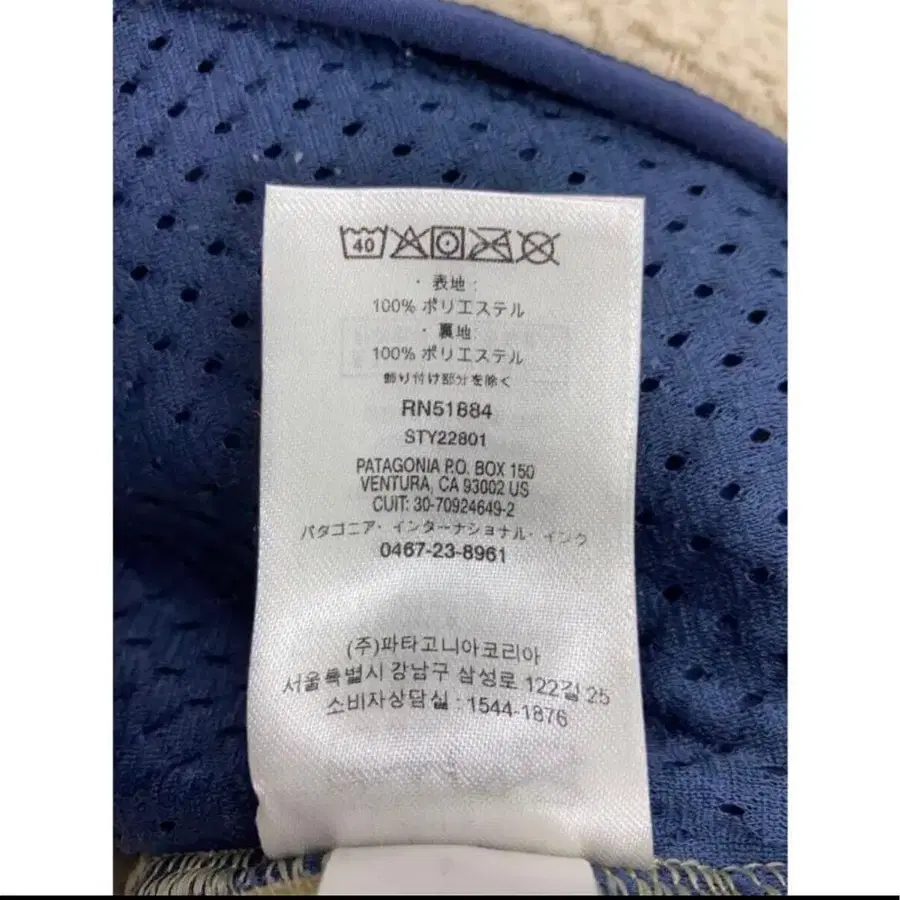 40
・表地:
100% ポリエステル
・裏地:
100% ポリエステル
飾り付け部分を除く
RN51884
STY22801
PATAGONIA P.O. BOX 150
VENTURA, CA 93002 US
CUIT: 30-70924649-2
パタゴニア・インターナショナル・インク
0467-23-8961
(주)파타고니아코리아
서울특별시 강남구 삼성로 122길 25
소비자상담실 : 1544-1876